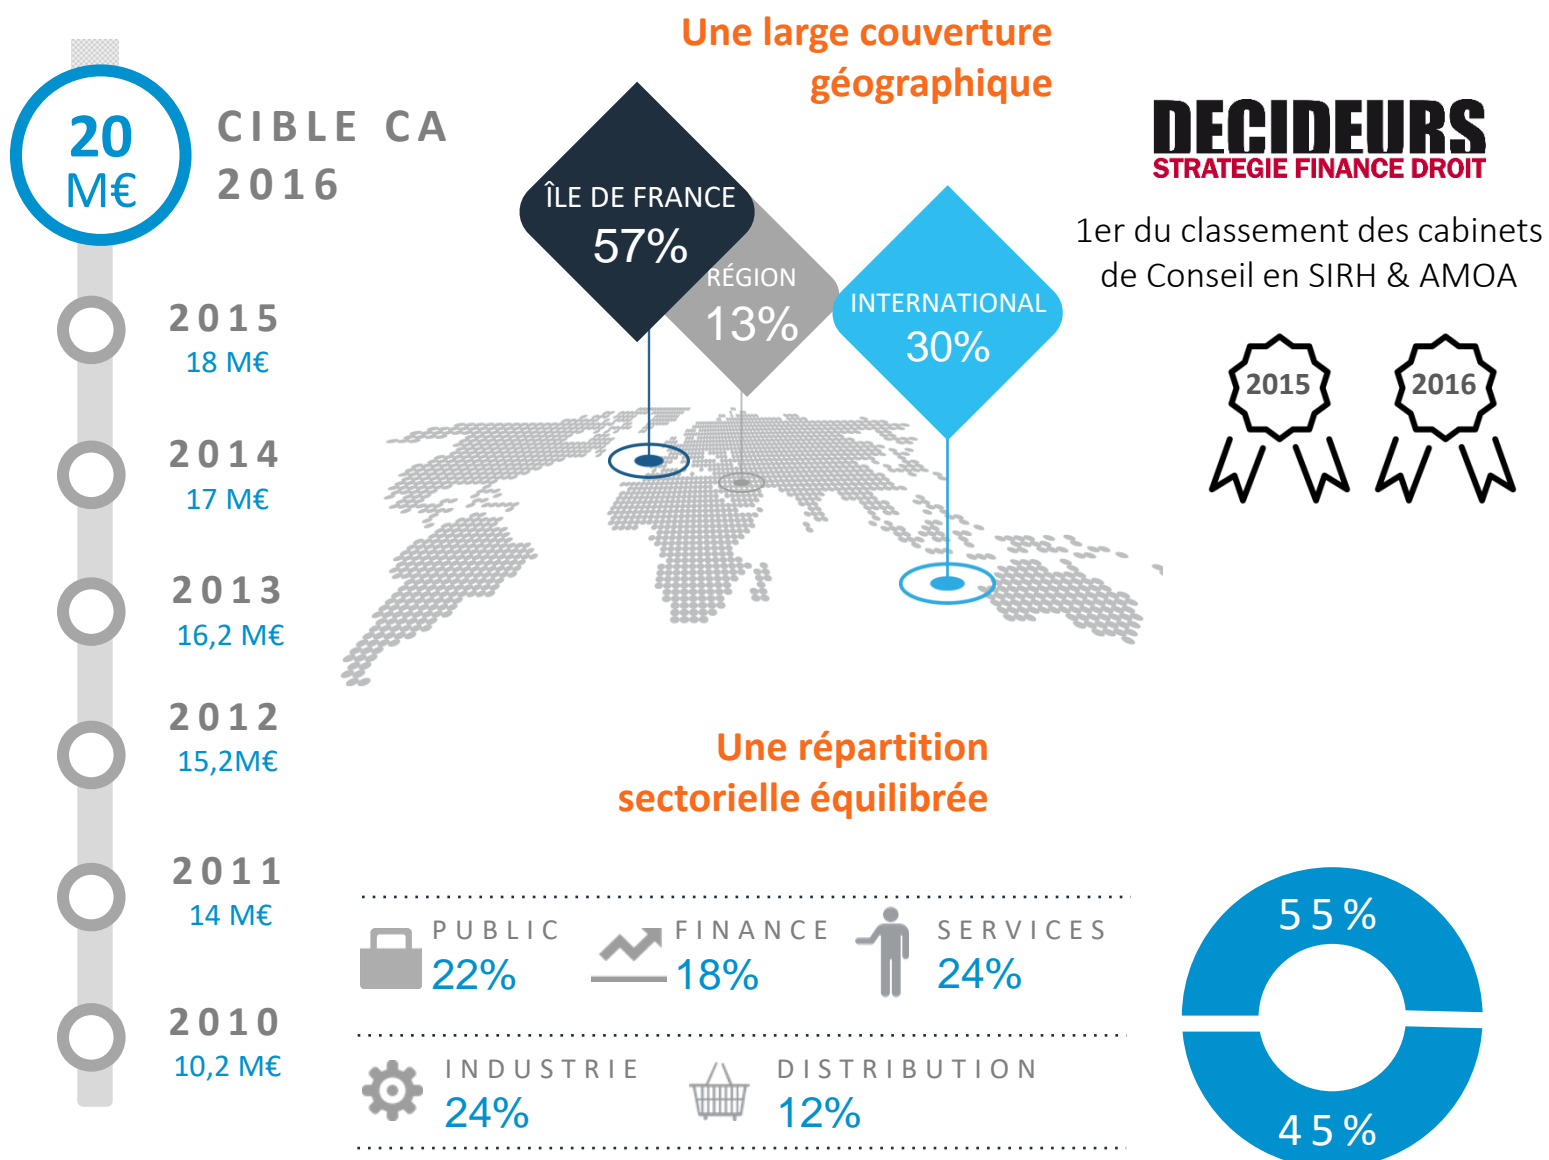 20
M€
CIBLE CA
2016
2015
18 M€
2014
17 M€
2013
16,2 M€
2012
15,2M€
2011
14 M€
2010
10,2 M€
Une large couverture
géographique
ÎLE DE FRANCE
57%
RÉGION
13%
INTERNATIONAL
30%
DECIDEURS
STRATEGIE FINANCE DROIT
1er du classement des cabinets
de Conseil en SIRH & AMOA
2015
2016
Une répartition
sectorielle équilibrée
PUBLIC
22%
FINANCE
18%
SERVICES
24%
INDUSTRIE
24%
DISTRIBUTION
12%
55%
45%